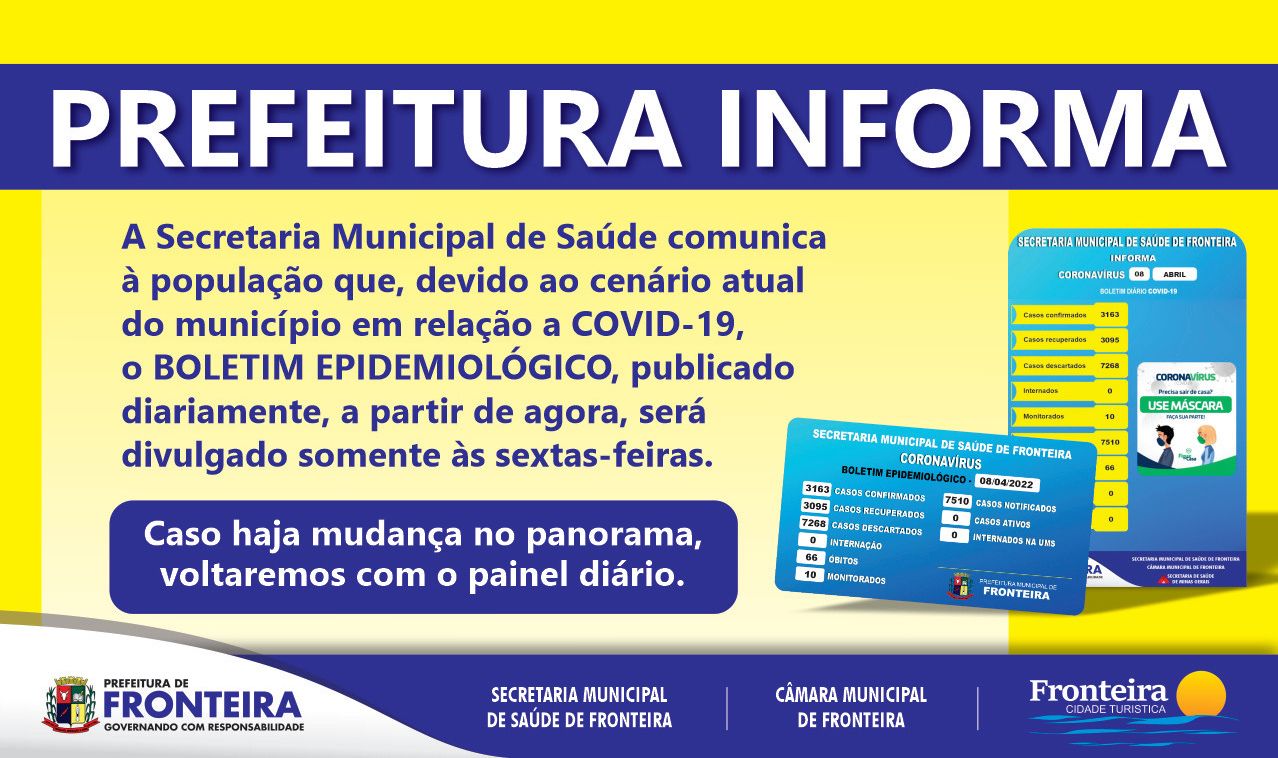 PREFEITURA INFORMA
A Secretaria Municipal de Saúde comunica
à população que, devido ao cenário atual
do município em relação a COVID-19,
o BOLETIM EPIDEMIOLÓGICO, publicado
diariamente, a partir de agora, será
divulgado somente às sextas-feiras.
Caso haja mudança no panorama,
voltaremos com o painel diário.
SECRETARIA MUNICIPAL DE SAÚDE DE FRONTEIRA
INFORMA
CORONAVÍRUS 08 ABRIL
BOLETIM DIÁRIO COVID-19
Casos confirmados 3163
Casos recuperados 3095
Casos descartados 7268
Internados 0
Monitorados 10
7510
66
0
0
CORONAVÍRUS
Precisa sair de casa?
USE MÁSCARA
FAÇA SUA PARTE!
SECRETARIA MUNICIPAL DE SAÚDE DE FRONTEIRA
CÂMARA MUNICIPAL DE FRONTEIRA
SECRETARIA DE SAÚDE
DE MINAS GERAIS
SECRETARIA MUNICIPAL DE SAÚDE DE FRONTEIRA
CORONAVÍRUS
BOLETIM EPIDEMIOLÓGICO - 08/04/2022
3163 CASOS CONFIRMADOS
3095 CASOS RECUPERADOS
7268 CASOS DESCARTADOS
0 INTERNAÇÃO
66 ÓBITOS
10 MONITORADOS
7510 CASOS NOTIFICADOS
0 CASOS ATIVOS
0 INTERNADOS NA UMS
PREFEITURA MUNICIPAL DE
FRONTEIRA
PREFEITURA DE
FRONTEIRA
GOVERNANDO COM RESPONSABILIDADE
SECRETARIA MUNICIPAL
DE SAÚDE DE FRONTEIRA
CÂMARA MUNICIPAL
DE FRONTEIRA
Fronteira
CIDADE TURISTICA